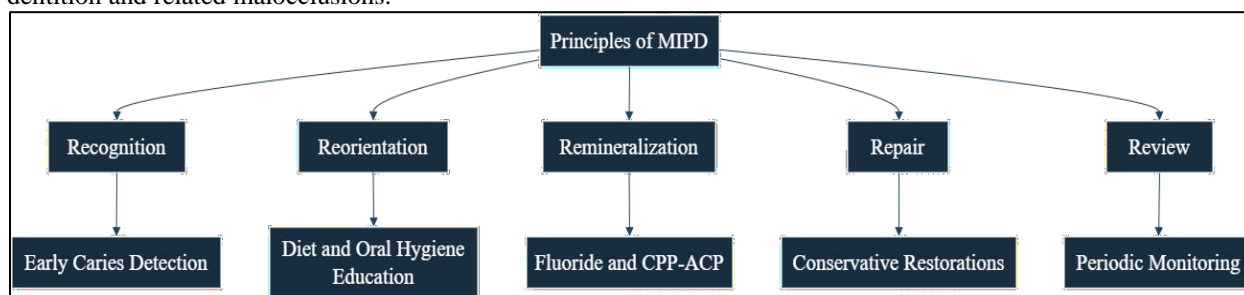 dentition and related malocclusions.
Principles of MIPD
Recognition
Reorientation
Remineralization
Repair
Review
Early Caries Detection
Diet and Oral Hygiene
Education
Fluoride and CPP-ACP
Conservative Restorations
Periodic Monitoring